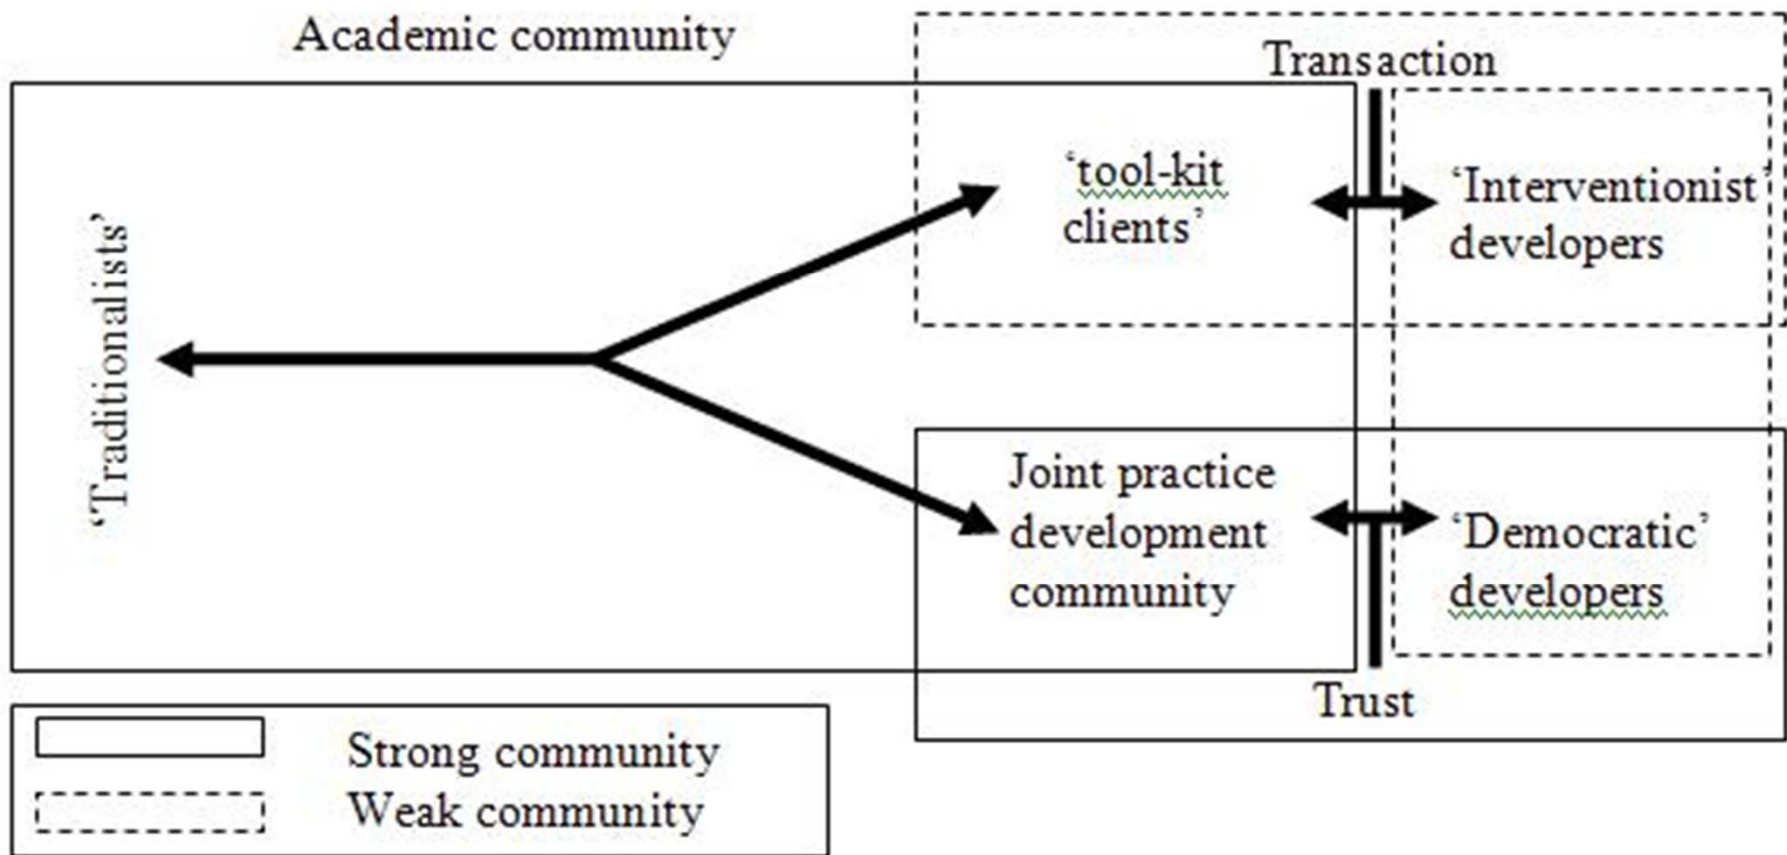 Academic community
Transaction
‘tool-kit
clients’
‘Interventionist’
developers
‘Traditionalists’
Joint practice
development
community
‘Democratic’
developers
Trust
Strong community
Weak community